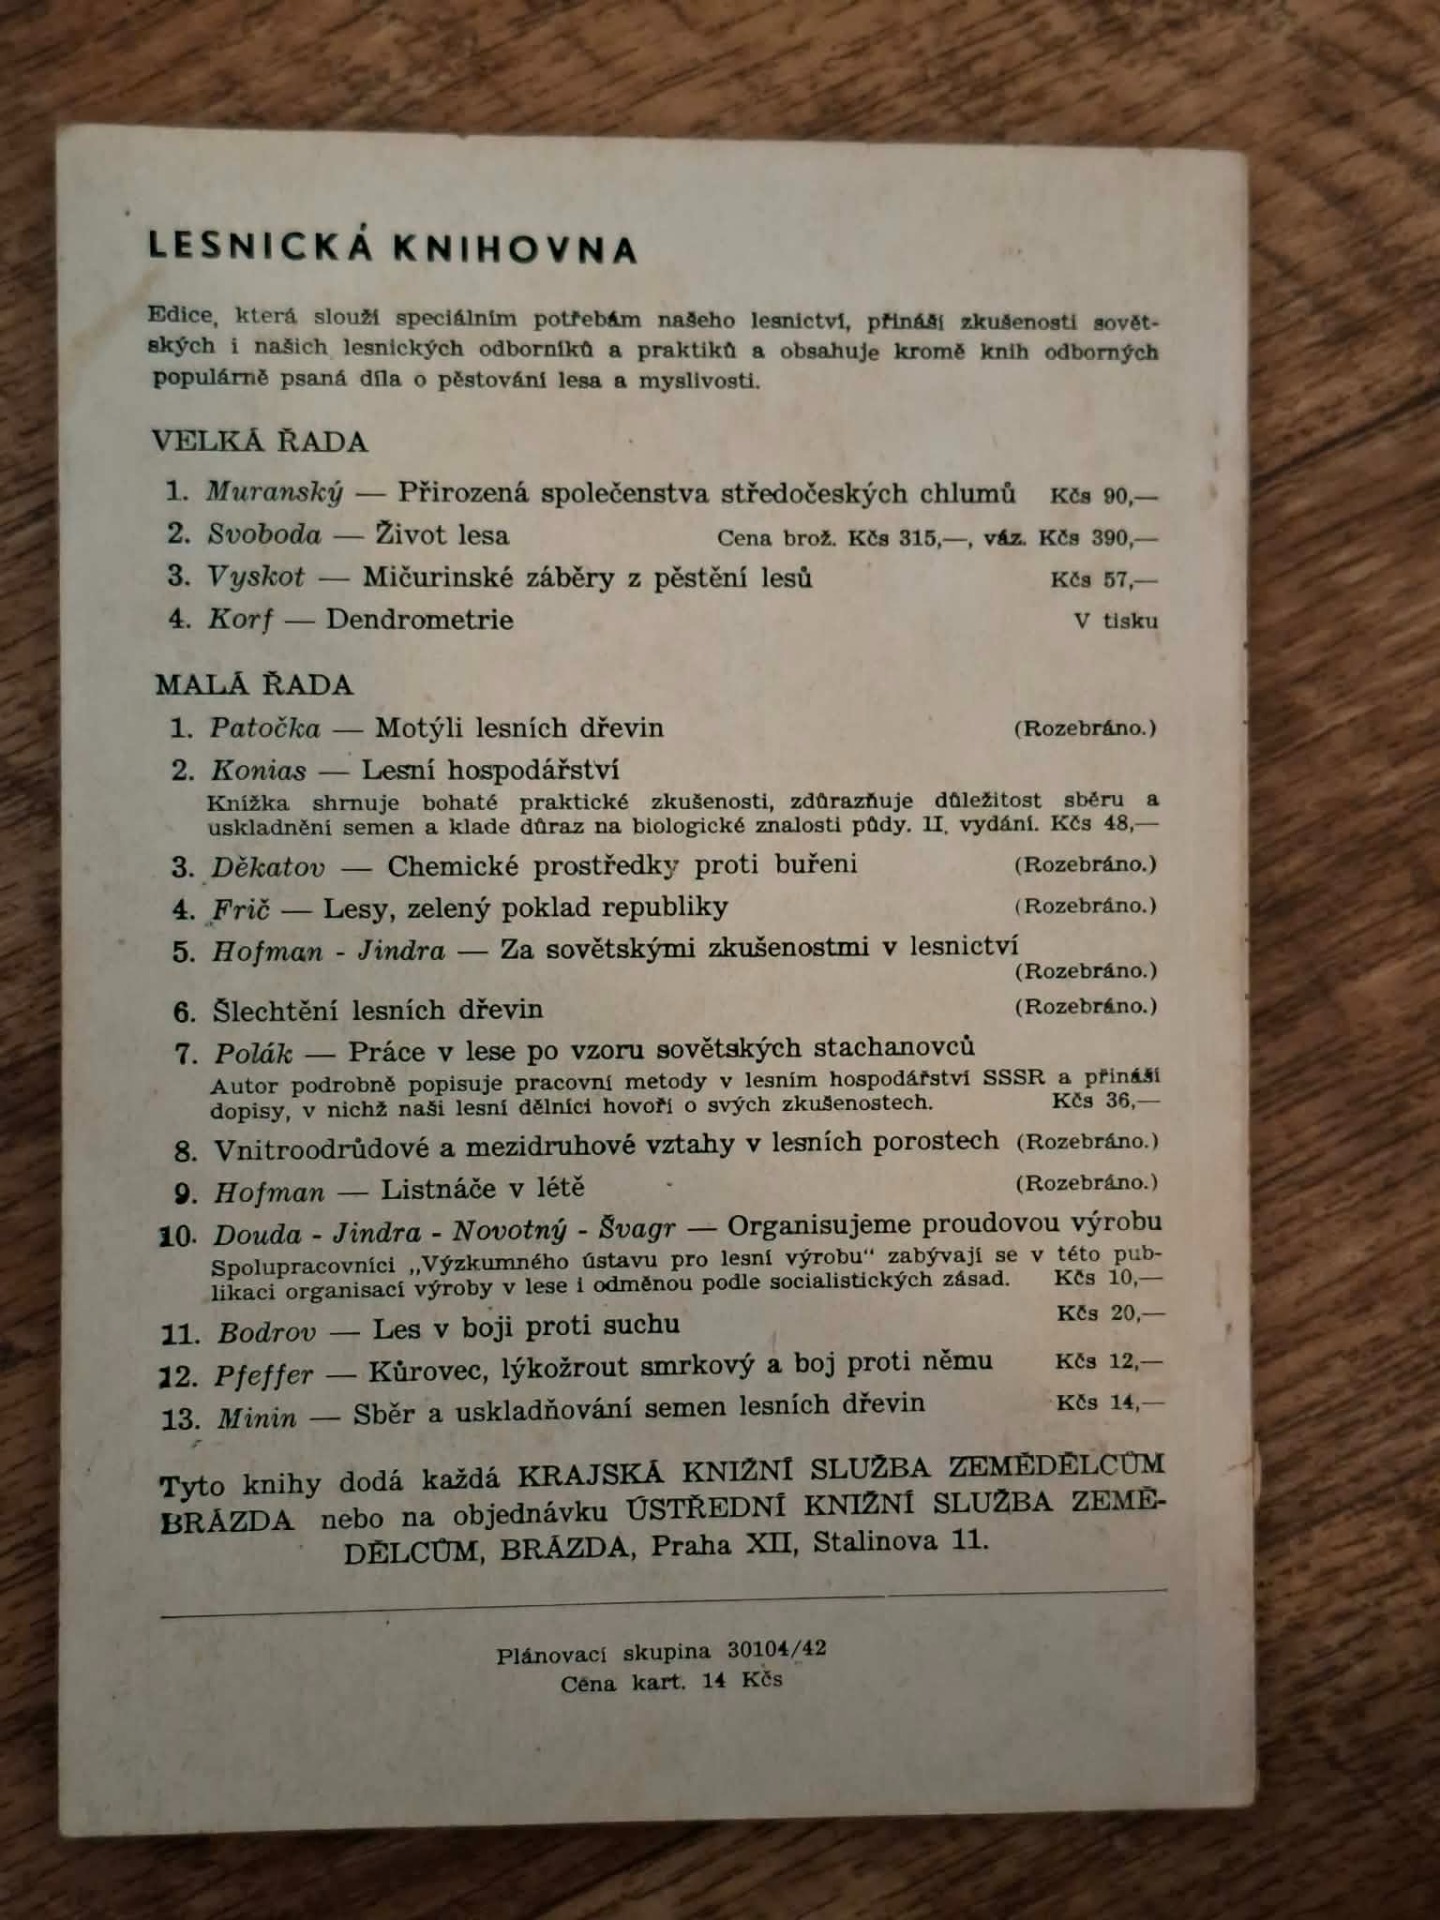 LESNICKÁ KNIHOVNA
Edice, která slouží speciálním potřebám našeho lesnictví, přináší zkušenosti sovět-
ských i našich lesnických odborníků a praktiků a obsahuje kromě knih odborných
populárně psaná díla o pěstování lesa a myslivosti.
VELKÁ ŘADA
1. Muranský — Přirozená společenstva středočeských chlumů Kčs 90,—
2. Svoboda — Život lesa Cena brož. Kčs 315,—, váz. Kčs 390,—
3. Vyskot — Mičurinské záběry z pěstění lesů Kčs 57,—
4. Korf — Dendrometrie V tisku
MALÁ ŘADA
1. Patočka — Motýli lesních dřevin (Rozebráno.)
2. Konias — Lesní hospodářství
Knížka shrnuje bohaté praktické zkušenosti, zdůrazňuje důležitost sběru a
uskladnění semen a klade důraz na biologické znalosti půdy. II. vydání. Kčs 48,—
3. Děkatov — Chemické prostředky proti buřeni (Rozebráno.)
4. Frič — Lesy, zelený poklad republiky (Rozebráno.)
5. Hofman - Jindra — Za sovětskými zkušenostmi v lesnictví
(Rozebráno.)
6. Šlechtění lesních dřevin (Rozebráno.)
7. Polák — Práce v lese po vzoru sovětských stachanovců
Autor podrobně popisuje pracovní metody v lesním hospodářství SSSR a přináší
dopisy, v nichž naši lesní dělníci hovoří o svých zkušenostech. Kčs 36,—
8. Vnitroodrůdové a mezidruhové vztahy v lesních porostech (Rozebráno.)
9. Hofman — Listnáče v létě (Rozebráno.)
10. Douda - Jindra - Novotný - Švagr — Organisujeme proudovou výrobu
Spolupracovníci „Výzkumného ústavu pro lesní výrobu“ zabývají se v této pub-
likaci organisací výroby v lese i odměnou podle socialistických zásad. Kčs 10,—
11. Bodrov — Les v boji proti suchu Kčs 20,—
12. Pfeffer — Kůrovec, lýkožrout smrkový a boj proti němu Kčs 12,—
13. Minin — Sběr a uskladňování semen lesních dřevin Kčs 14,—
Tyto knihy dodá každá KRAJSKÁ KNIŽNÍ SLUŽBA ZEMĚDĚLCŮM
BRÁZDA nebo na objednávku ÚSTŘEDNÍ KNIŽNÍ SLUŽBA ZEMĚ-
DĚLCŮM, BRÁZDA, Praha XII, Stalinova 11.
Plánovací skupina 30104/42
Cena kart. 14 Kčs